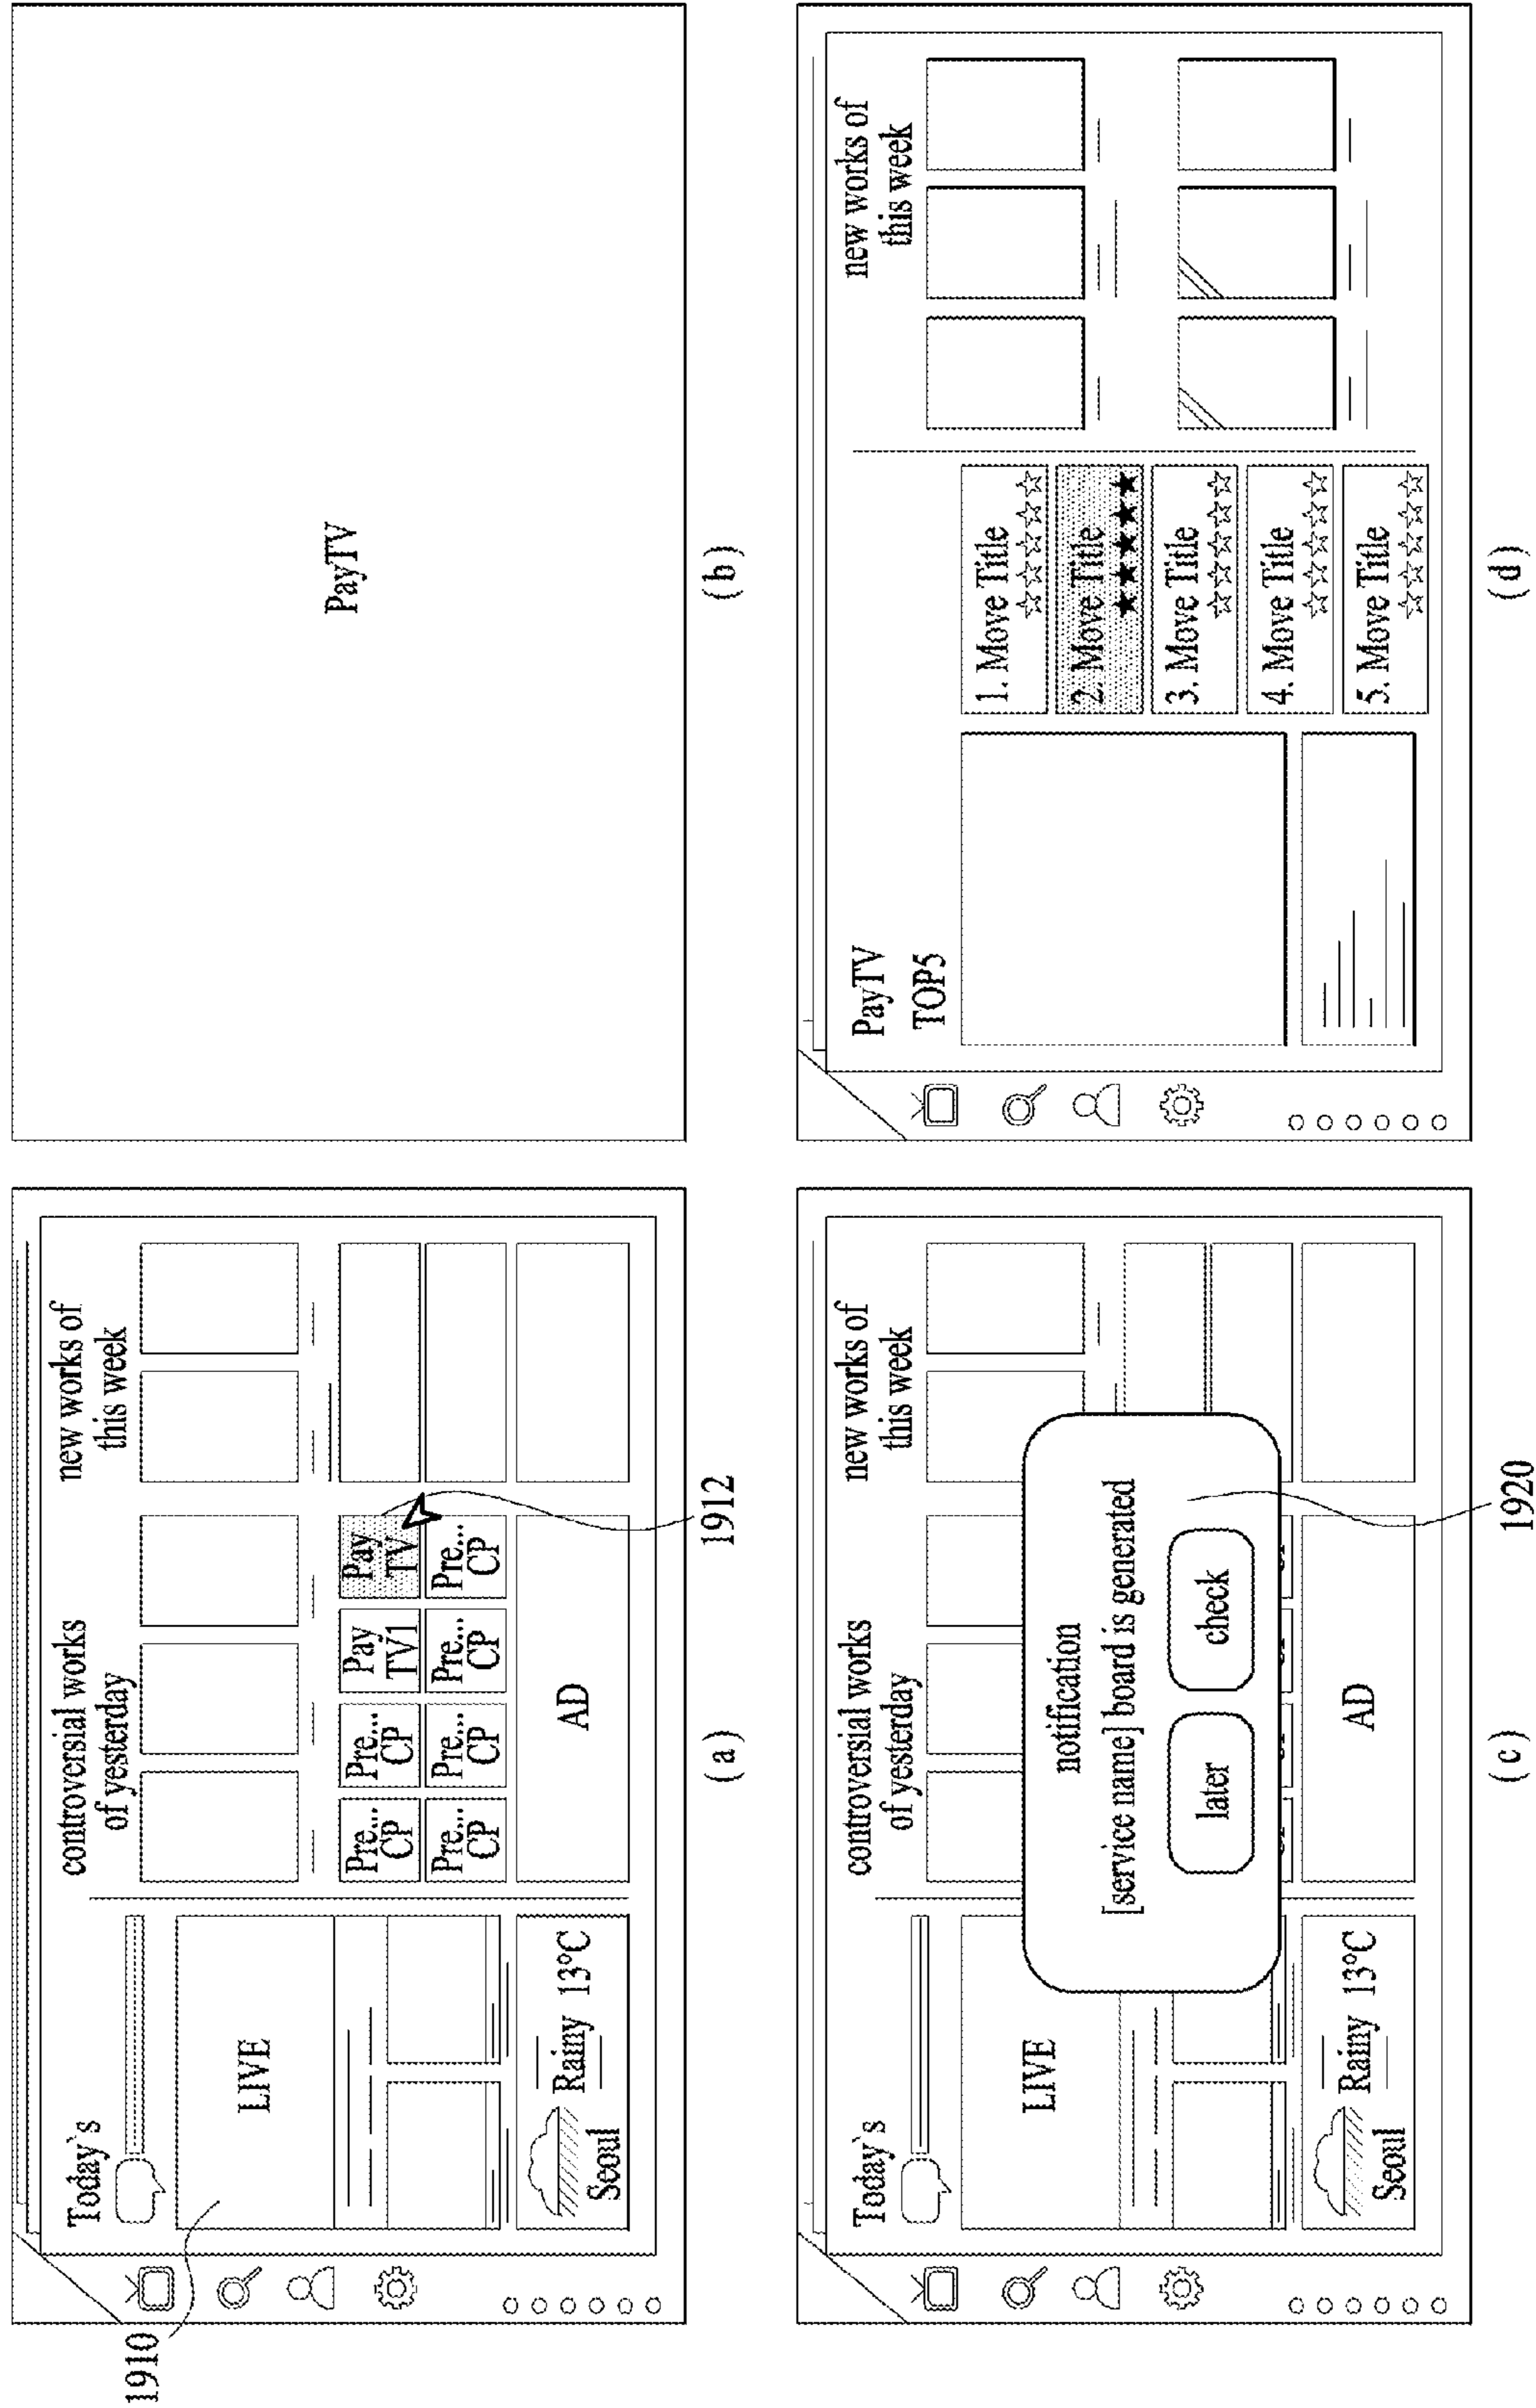 1910
Today`s
LIVE
Rainy 13°C
Seoul
controversial works
of yesterday
new works of
this week
Pre...
CP
Pre...
CP
Pay
TV1
Pay
TV
Pre...
CP
Pre...
CP
Pre...
CP
Pre...
CP
AD
1912
(a)
PayTV
(b)
Today`s
LIVE
Rainy 13°C
Seoul
controversial works
of yesterday
new works of
this week
notification
[service name] board is generated
later
check
AD
1920
(c)
PayTV
TOP5
1. Move Title
☆☆☆☆☆
2. Move Title
★★★★★
3. Move Title
☆☆☆☆☆
4. Move Title
☆☆☆☆☆
5. Move Title
☆☆☆☆☆
new works of
this week
(d)